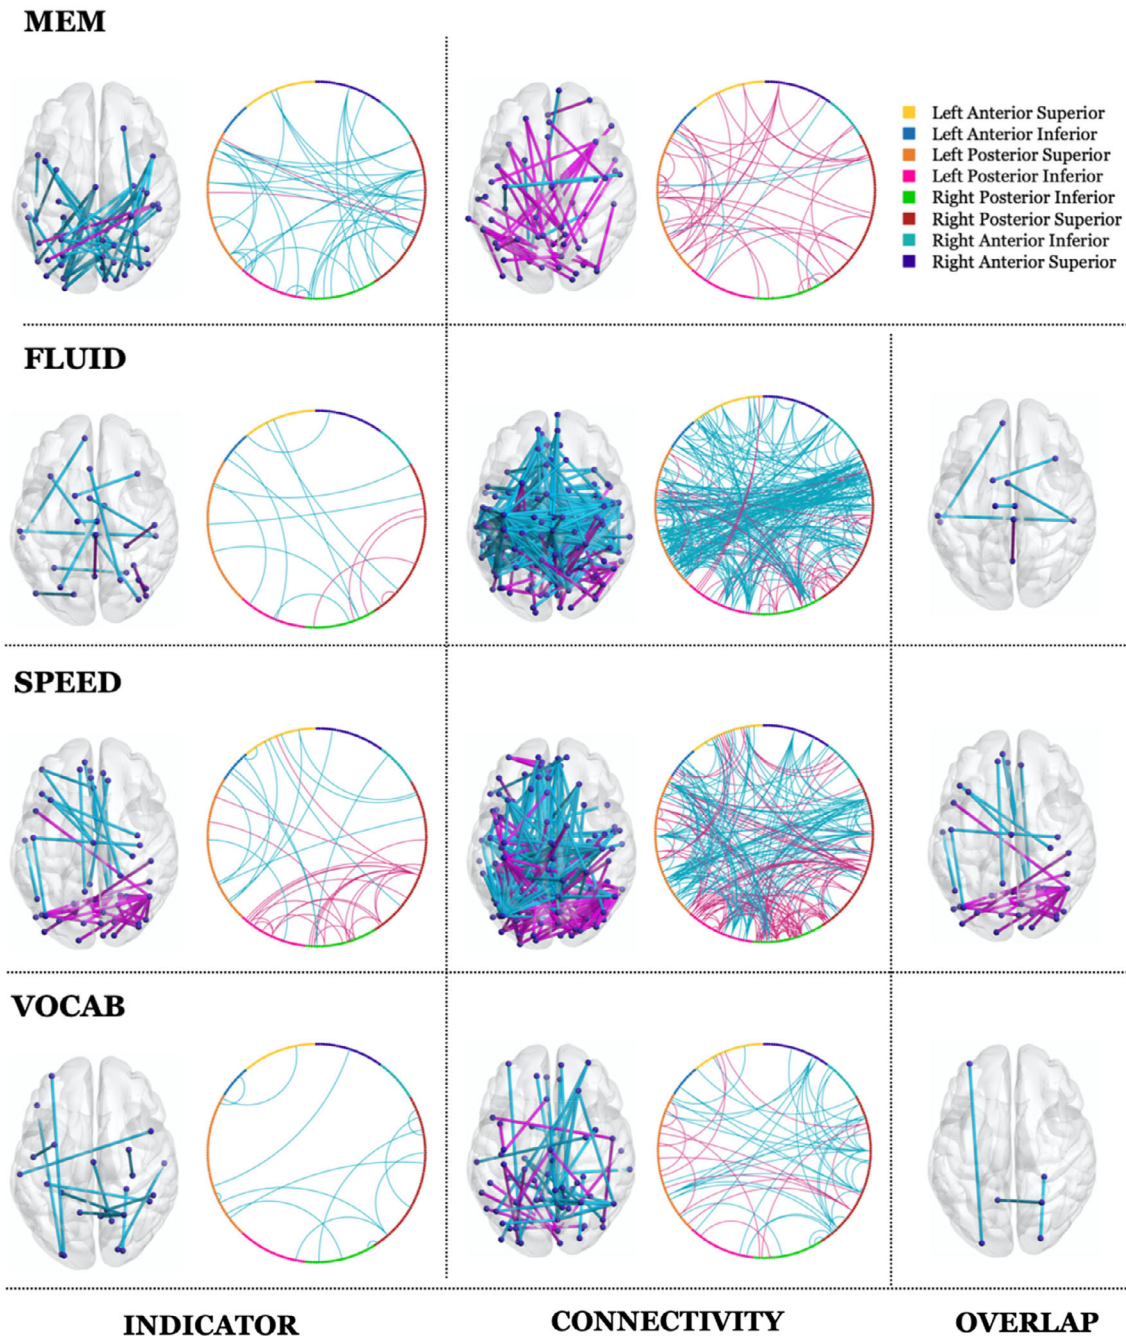 MEM
Left Anterior Superior
Left Anterior Inferior
Left Posterior Superior
Left Posterior Inferior
Right Posterior Inferior
Right Posterior Superior
Right Anterior Inferior
Right Anterior Superior
FLUID
SPEED
VOCAB
INDICATOR
CONNECTIVITY
OVERLAP